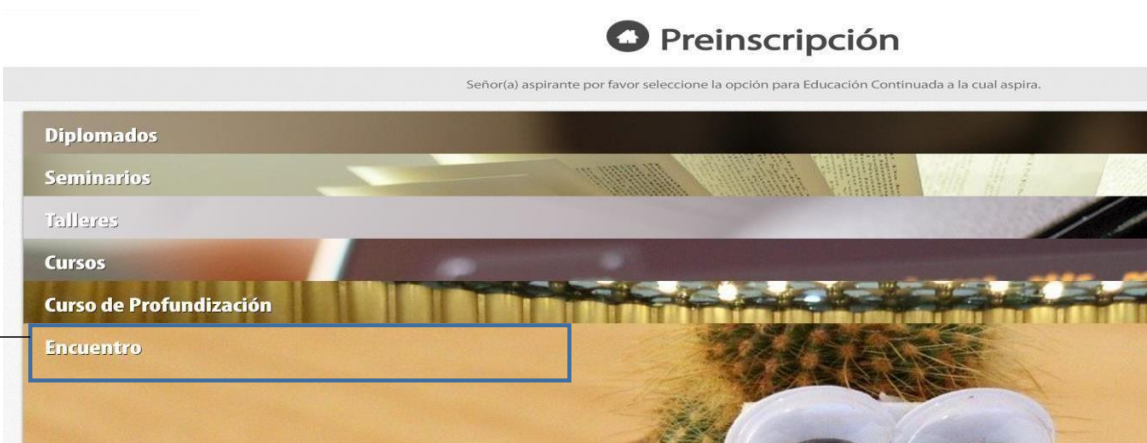 Preinscripción
Señor(a) aspirante por favor seleccione la opción para Educación Continuada a la cual aspira.
Diplomados
Seminarios
Talleres
Cursos
Curso de Profundización
Encuentro